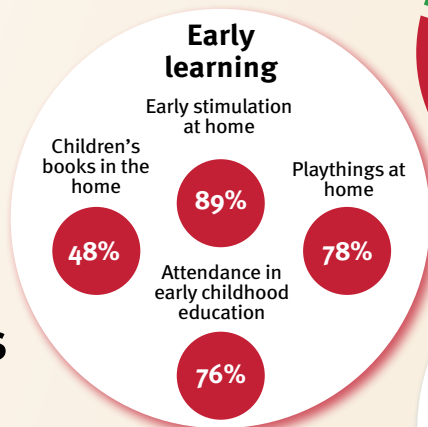 Early
learning
Early stimulation
at home
89%
Children's
books in the
home
48%
Playthings at
home
78%
Attendance in
early childhood
education
76%
s